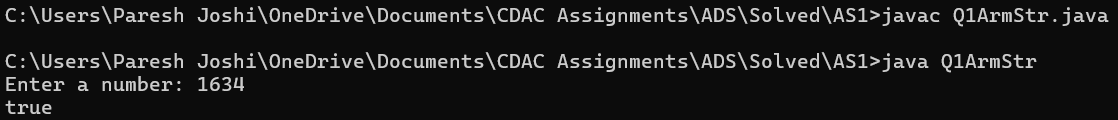 C:\Users\Paresh Joshi\OneDrive\Documents\CDAC Assignments\ADS\Solved\AS1>javac Q1ArmStr.java
C:\Users\Paresh Joshi\OneDrive\Documents\CDAC Assignments\ADS\Solved\AS1>java Q1ArmStr
Enter a number: 1634
true